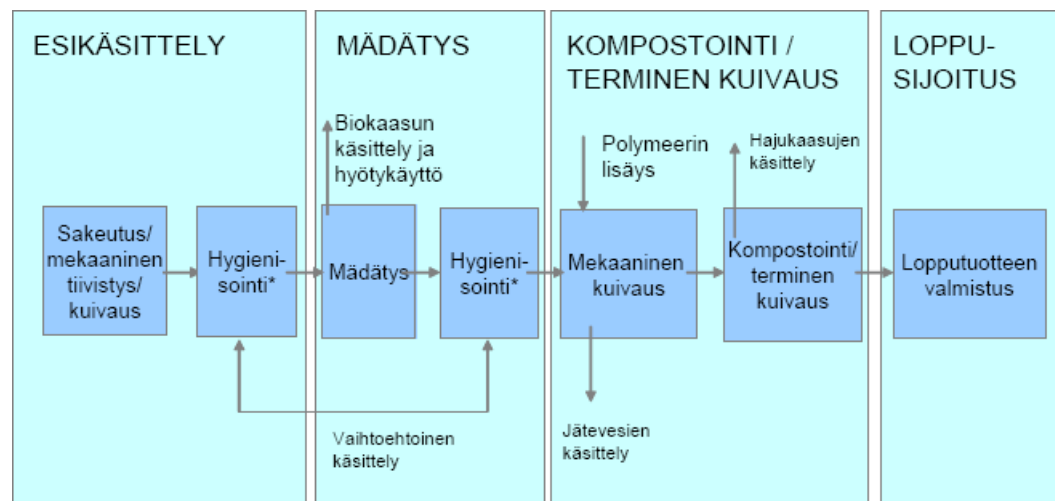 ESIKÄSITTELY
MÄDÄTYS
KOMPOSTOINTI /
TERMINEN KUIVAUS
LOPPU-
SIJOITUS
Biokaasun
käsittely ja
hyötykäyttö
Polymeerin
lisäys
Hajukaasujen
käsittely
Sakeutus/
mekaaninen
tiivistys/
kuivaus
Hygieni-
sointi*
Mädätys
Hygieni-
sointi*
Mekaaninen
kuivaus
Kompostointi/
terminen
kuivaus
Lopputuotteen
valmistus
Vaihtoehtoinen
käsittely
Jätevesien
käsittely